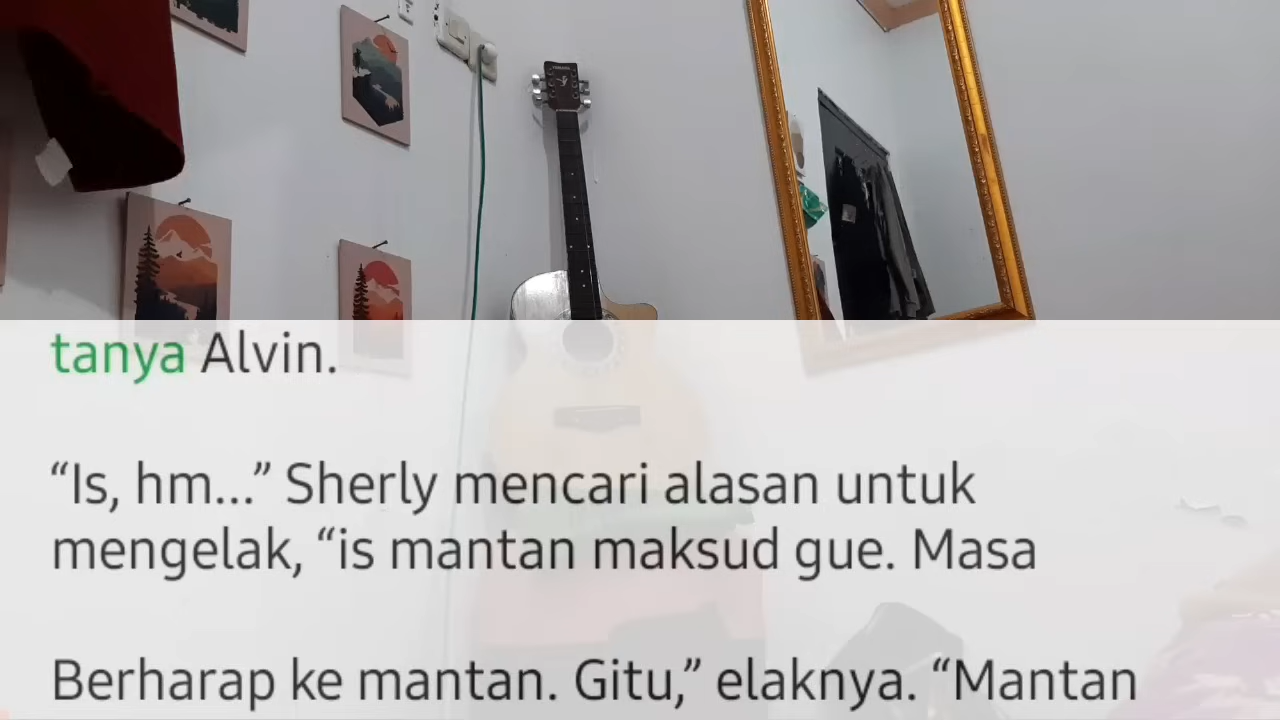 tanya Alvin.
“Is, hm...” Sherly mencari alasan untuk
mengelak, “is mantan maksud gue. Masa
Berharap ke mantan. Gitu,” elaknya. “Mantan